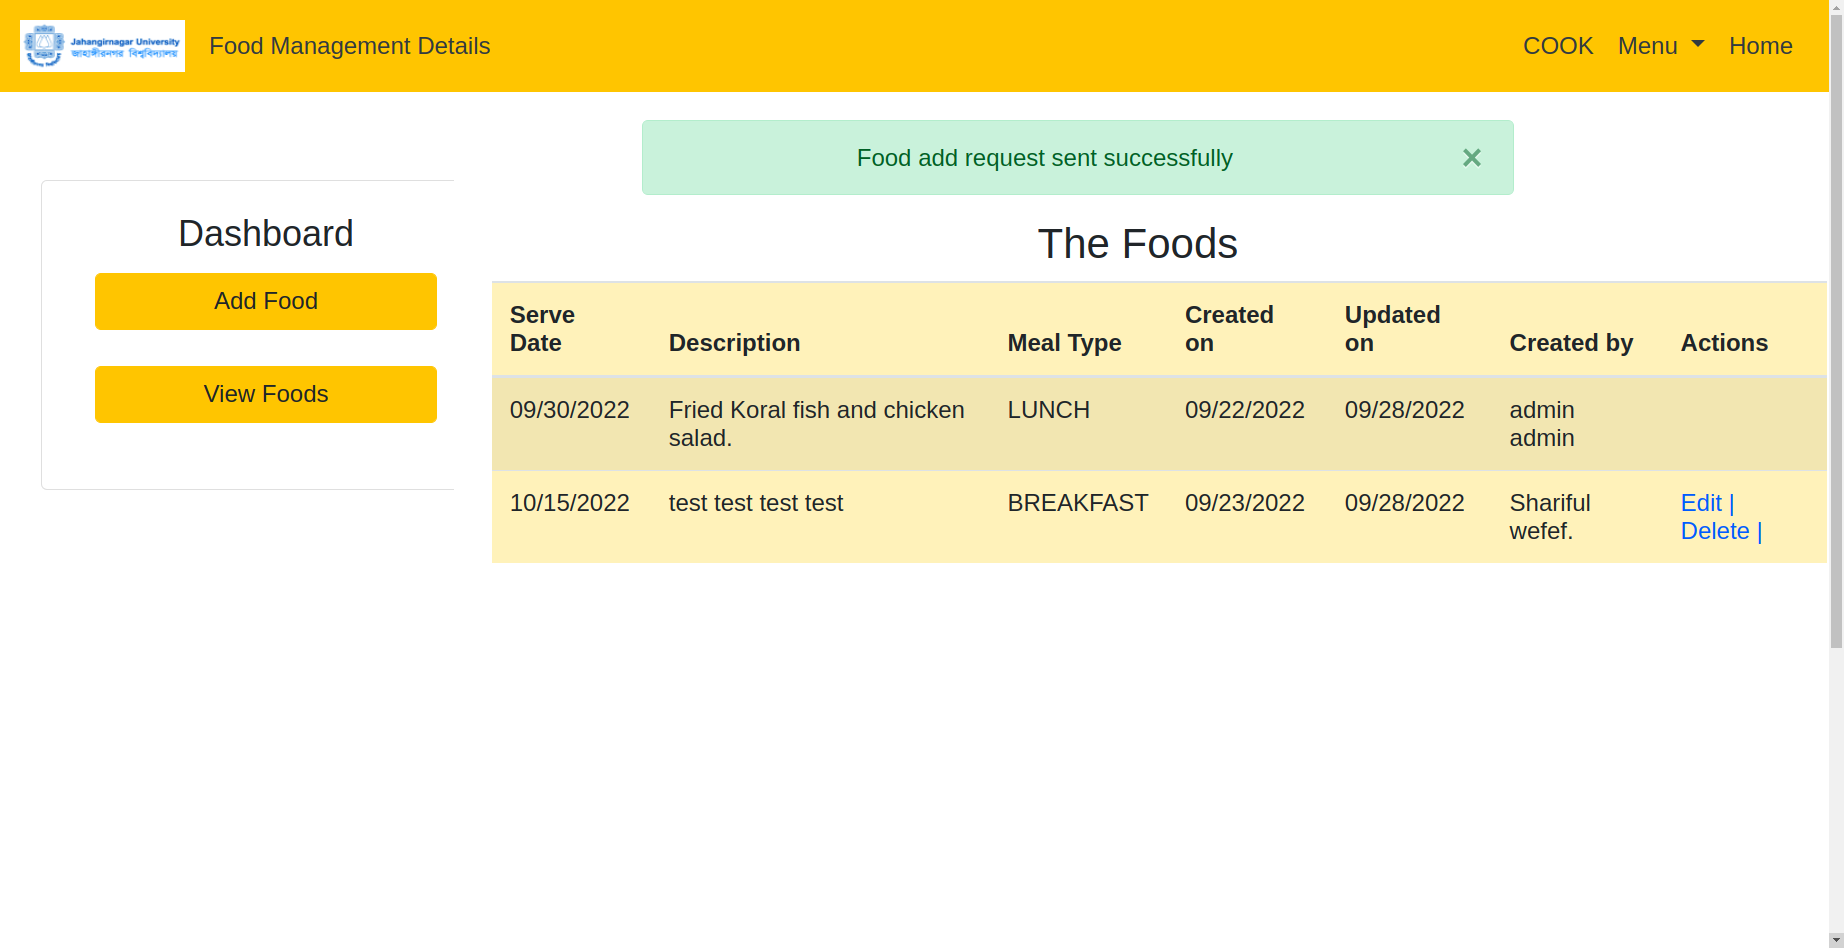 Jahangirnagar University
জাহাঙ্গীরনগর বিশ্ববিদ্যালয়
Food Management Details
COOK Menu Home
Food add request sent successfully ×
Dashboard
Add Food
View Foods
The Foods
Serve Date Description Meal Type Created on Updated on Created by Actions
09/30/2022 Fried Koral fish and chicken salad. LUNCH 09/22/2022 09/28/2022 admin admin
10/15/2022 test test test test BREAKFAST 09/23/2022 09/28/2022 Shariful wefef. Edit | Delete |